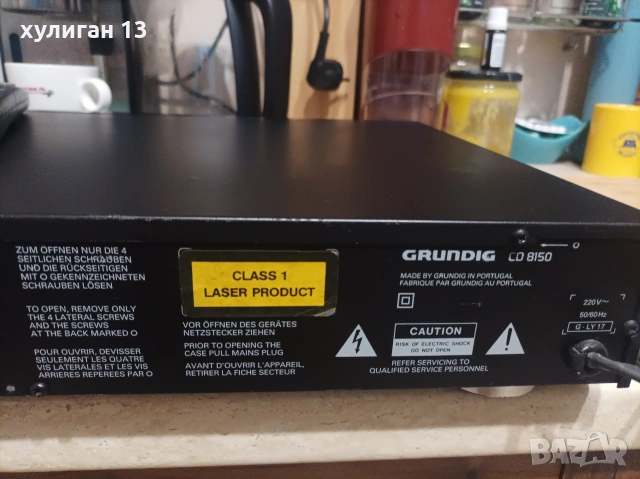 хулиган 13
ZUM ÖFFNEN NUR DIE 4
SEITLICHEN SCHRAUBEN
UND DIE RÜCKSEITIGEN
MIT O GEKENNZEICHNETEN
SCHRAUBEN LÖSEN
TO OPEN, REMOVE ONLY
THE 4 LATERAL SCREWS
AND THE SCREWS
AT THE BACK MARKED O
POUR OUVRIR, DEVISSER
SEULEMENT LES QUATRE
VIS LATERALES ET LES VIS
ARRIERES REPEREES PAR O
CLASS 1
LASER PRODUCT
VOR ÖFFNEN DES GERÄTES
NETZSTECKER ZIEHEN
PRIOR TO OPENING THE
CASE PULL MAINS PLUG
AVANT D'OUVRIR L'APPAREIL,
RETIRER LA FICHE SECTEUR
GRUNDIG CD 8150
MADE BY GRUNDIG IN PORTUGAL
FABRIQUE PAR GRUNDIG AU PORTUGAL
CAUTION
RISK OF ELECTRIC SHOCK
DO NOT OPEN
REFER SERVICING TO
QUALIFIED SERVICE PERSONNEL
O
220V~
50/60Hz
G-LY 17
BAZAR